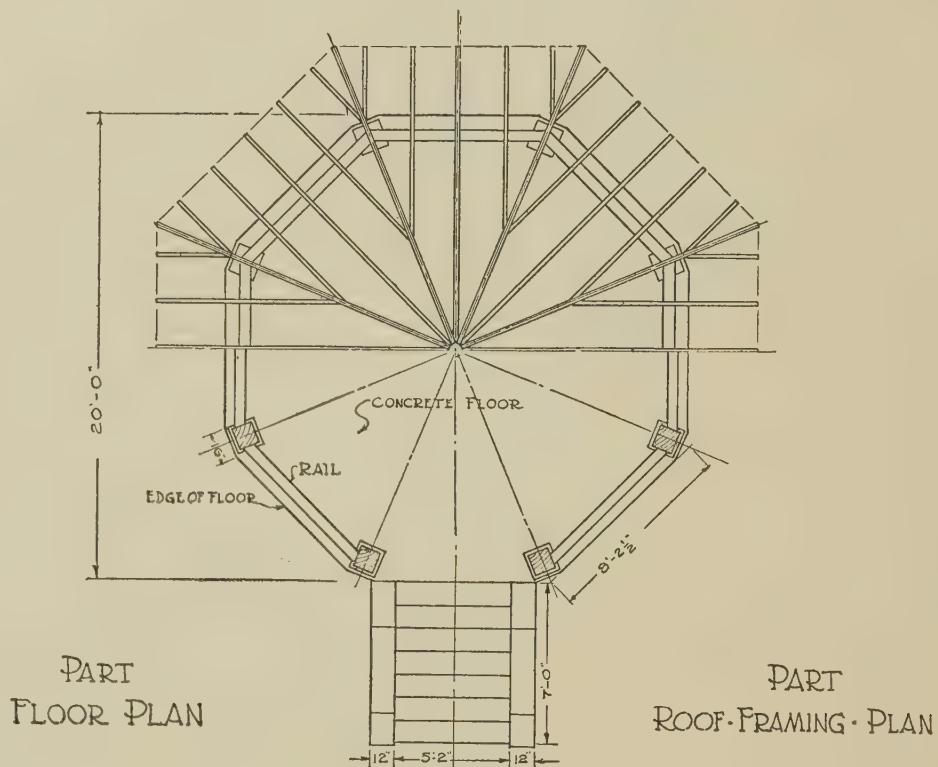 20'-0"
CONCRETE FLOOR
16"
RAIL
EDGE OF FLOOR
8'-2½"
7'-0"
PART
FLOOR PLAN
PART
ROOF·FRAMING·PLAN
12" 5'-2" 12"